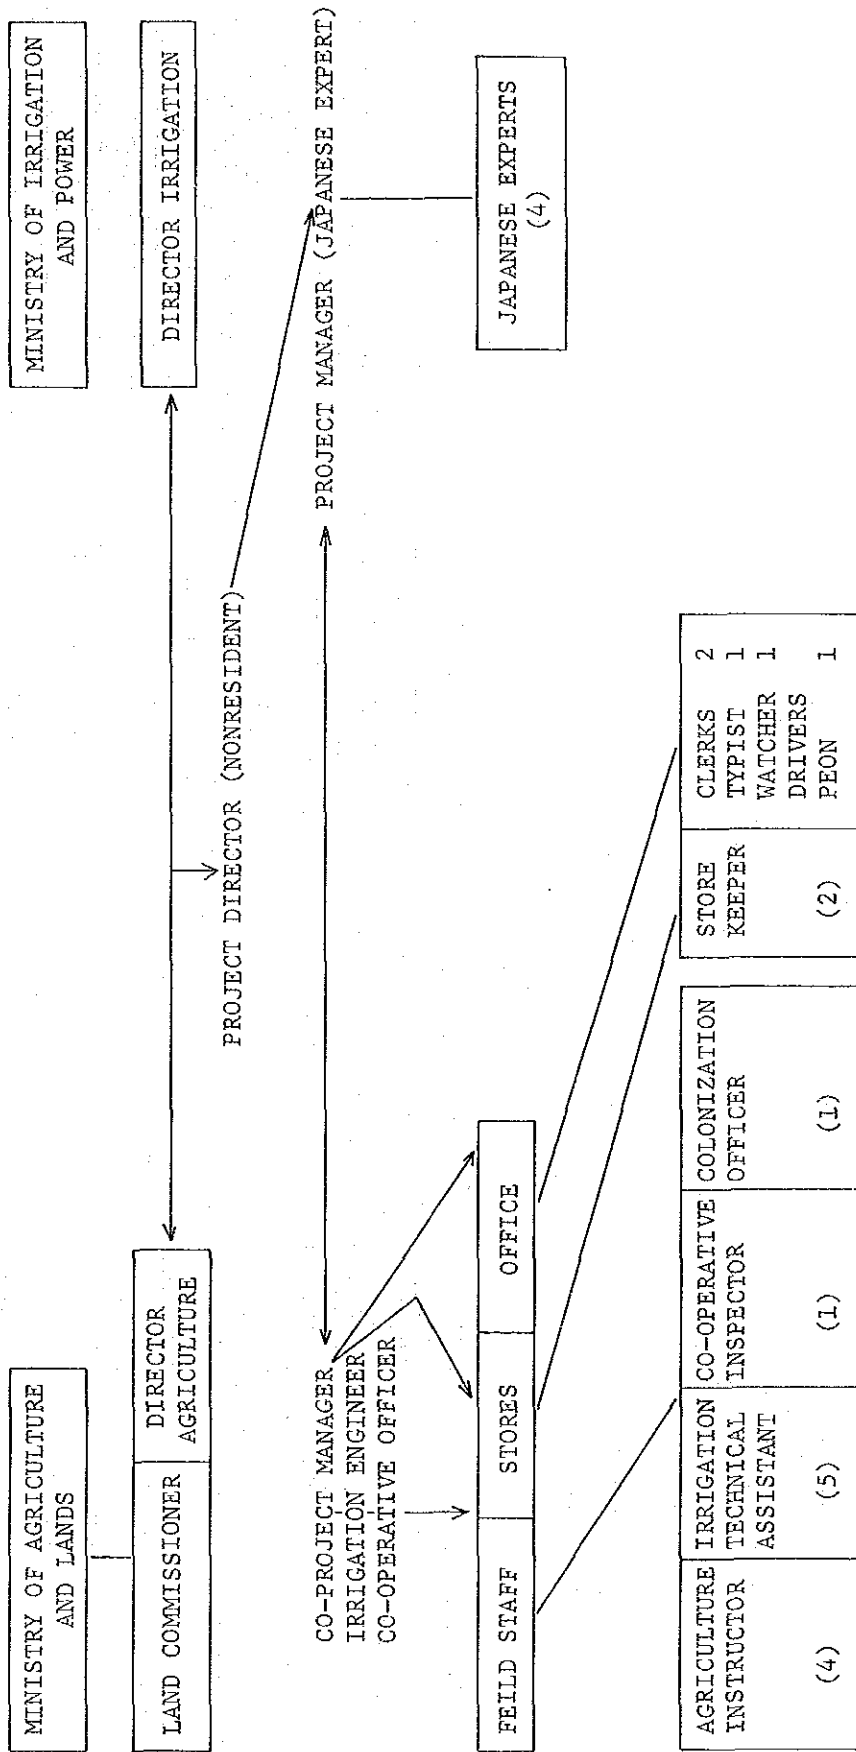 MINISTRY OF AGRICULTURE
AND LANDS
MINISTRY OF IRRIGATION
AND POWER
LAND COMMISSIONER
DIRECTOR
AGRICULTURE
DIRECTOR IRRIGATION
PROJECT DIRECTOR (NONRESIDENT)
CO-PROJECT MANAGER
IRRIGATION ENGINEER
CO-OPERATIVE OFFICER
PROJECT MANAGER (JAPANESE EXPERT)
FEILD STAFF
STORES
OFFICE
JAPANESE EXPERTS
(4)
AGRICULTURE
INSTRUCTOR
(4)
IRRIGATION
TECHNICAL
ASSISTANT
(5)
CO-OPERATIVE
INSPECTOR
(1)
COLONIZATION
OFFICER
(1)
STORE
KEEPER
(2)
CLERKS 2
TYPIST 1
WATCHER 1
DRIVERS
PEON 1